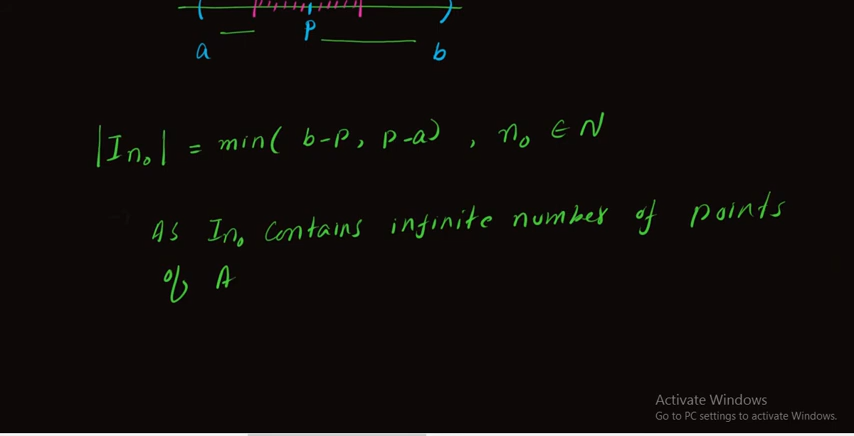 P
a
b
|In₀| = min( b-p, p-a) , n₀ ∈ N
As In₀ contains infinite number of points
of A
Activate Windows
Go to PC settings to activate Windows.